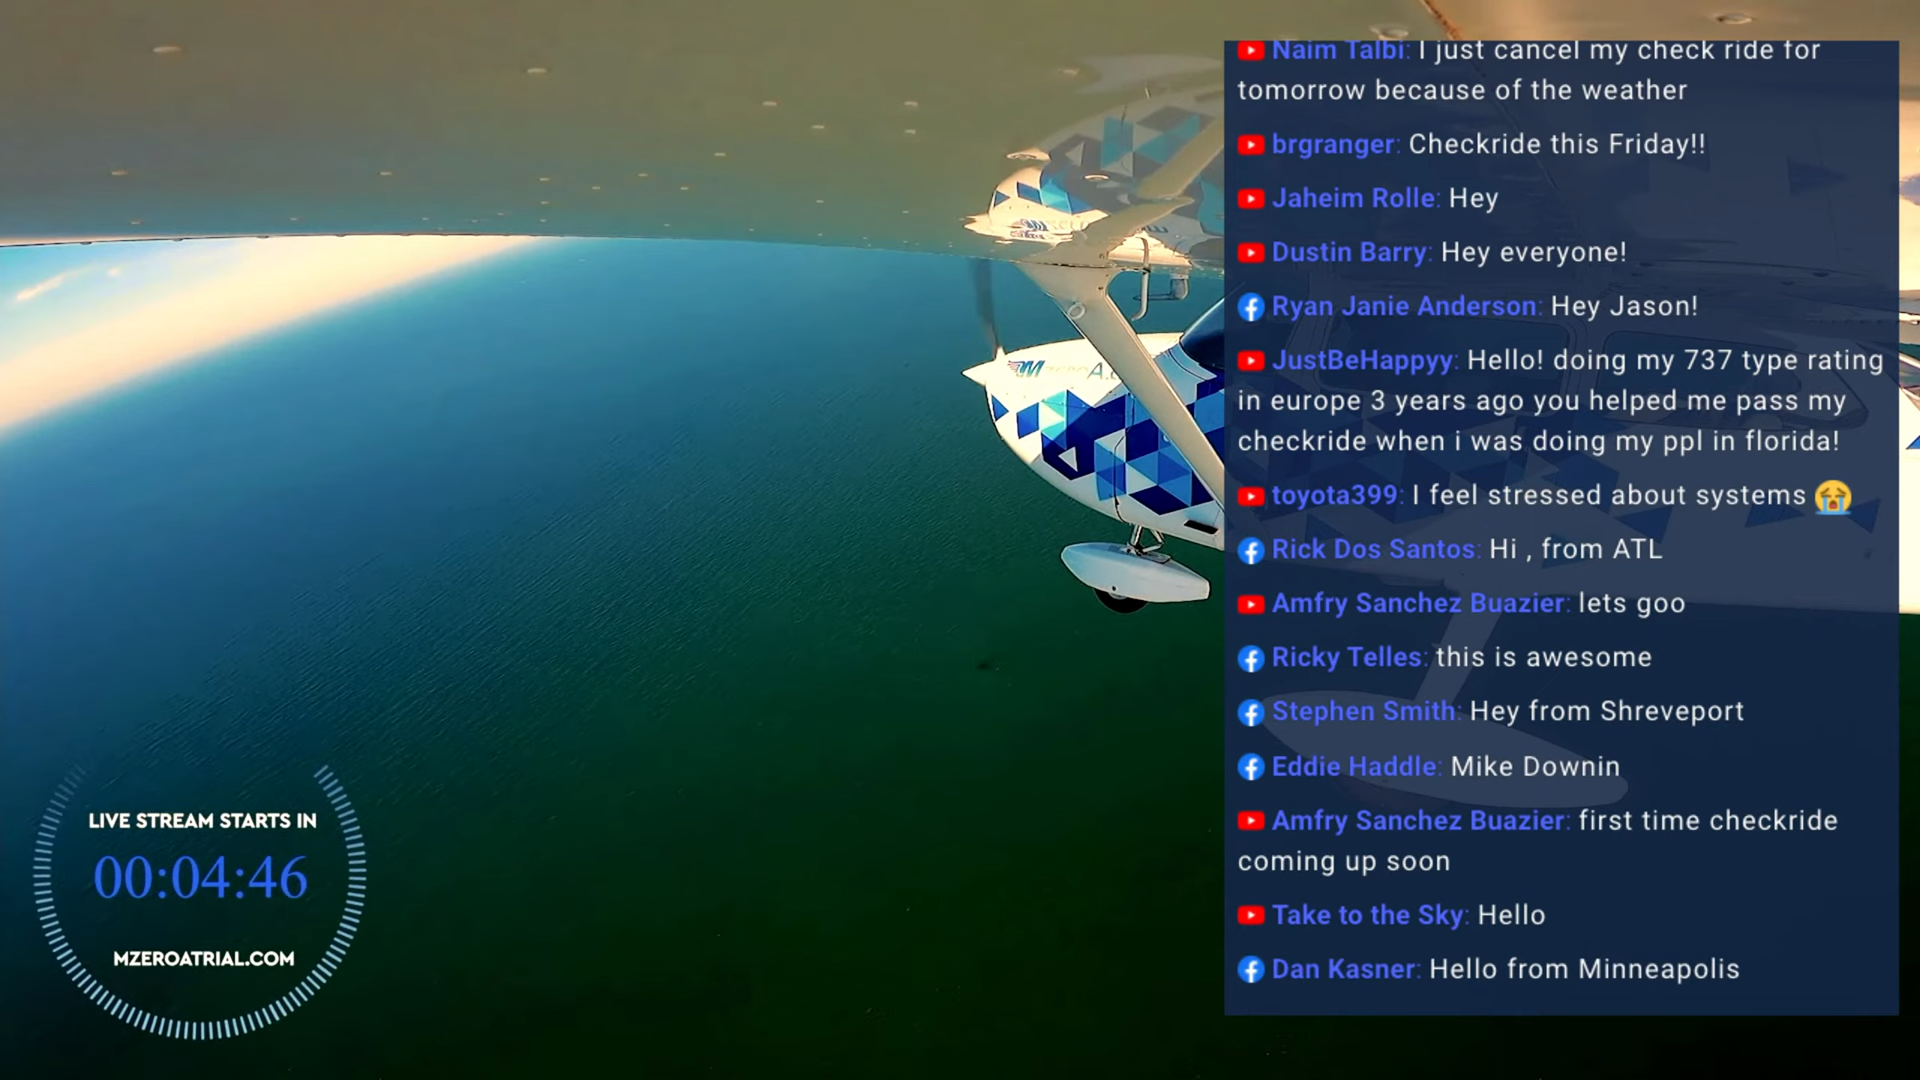 Naim Talbi: I just cancel my check ride for
tomorrow because of the weather
brgranger: Checkride this Friday!!
Jaheim Rolle: Hey
Dustin Barry: Hey everyone!
Ryan Janie Anderson: Hey Jason!
JustBeHappyy: Hello! doing my 737 type rating
in europe 3 years ago you helped me pass my
checkride when i was doing my ppl in florida!
toyota399: I feel stressed about systems 😭
Rick Dos Santos: Hi , from ATL
Amfry Sanchez Buazier: lets goo
Ricky Telles: this is awesome
Stephen Smith: Hey from Shreveport
Eddie Haddle: Mike Downin
Amfry Sanchez Buazier: first time checkride
coming up soon
Take to the Sky: Hello
Dan Kasner: Hello from Minneapolis
LIVE STREAM STARTS IN
00:04:46
MZEROATRIAL.COM